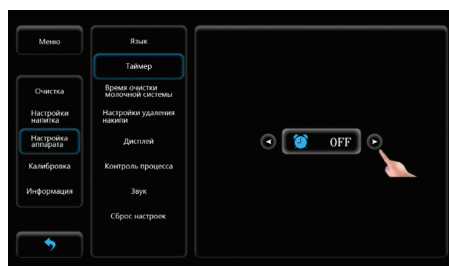 Меню
Очистка
Настройки
напитка
Настройка
аппарата
Калибровка
Информация
Язык
Таймер
Время очистки
молочной системы
Настройки удаления
накипи
Дисплей
Контроль процесса
Звук
Сброс настроек
OFF